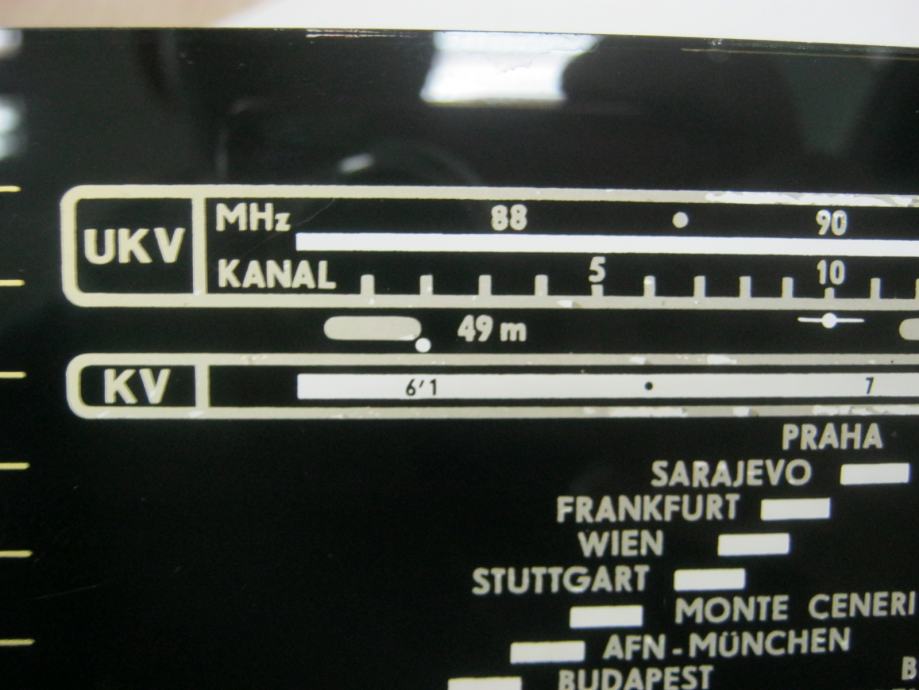 UKV
MHz 88 90
KANAL 5 10
49 m
KV 6'1 7
PRAHA
SARAJEVO
FRANKFURT
WIEN
STUTTGART
MONTE CENERI
AFN-MÜNCHEN
BUDAPEST B